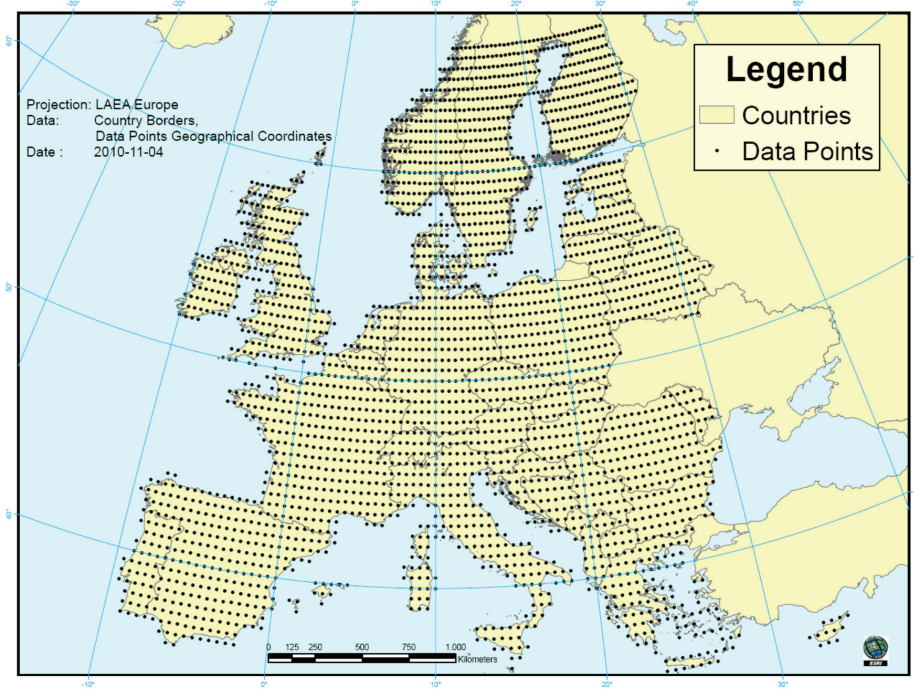 -30° -20° -10° 0° 10° 20° 30° 40° 50°
60°
Legend
Countries
Data Points
Projection: LAEA Europe
Data: Country Borders,
Data Points Geographical Coordinates
Date : 2010-11-04
50°
40°
0 125 250 500 750 1.000
Kilometers
ESRI
-10° 0° 10° 20° 30°